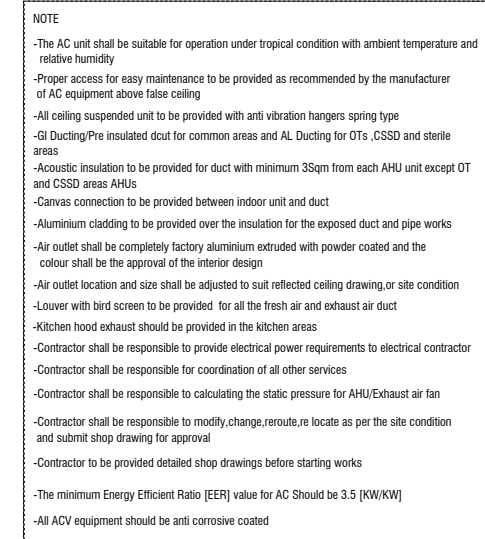 NOTE
-The AC unit shall be suitable for operation under tropical condition with ambient temperature and
relative humidity
-Proper access for easy maintenance to be provided as recommended by the manufacturer
of AC equipment above false ceiling
-All ceiling suspended unit to be provided with anti vibration hangers spring type
-GI Ducting/Pre insulated dcut for common areas and AL Ducting for OTs ,CSSD and sterile
areas
-Acoustic insulation to be provided for duct with minimum 3Sqm from each AHU unit except OT
and CSSD areas AHUs
-Canvas connection to be provided between indoor unit and duct
-Aluminium cladding to be provided over the insulation for the exposed duct and pipe works
-Air outlet shall be completely factory aluminium extruded with powder coated and the
colour shall be the approval of the interior design
-Air outlet location and size shall be adjusted to suit reflected ceiling drawing,or site condition
-Louver with bird screen to be provided for all the fresh air and exhaust air duct
-Kitchen hood exhaust should be provided in the kitchen areas
-Contractor shall be responsible to provide electrical power requirements to electrical contractor
-Contractor shall be responsible for coordination of all other services
-Contractor shall be responsible to calculating the static pressure for AHU/Exhaust air fan
-Contractor shall be responsible to modify,change,reroute,re locate as per the site condition
and submit shop drawing for approval
-Contractor to be provided detailed shop drawings before starting works
-The minimum Energy Efficient Ratio [EER] value for AC Should be 3.5 [KW/KW]
-All ACV equipment should be anti corrosive coated